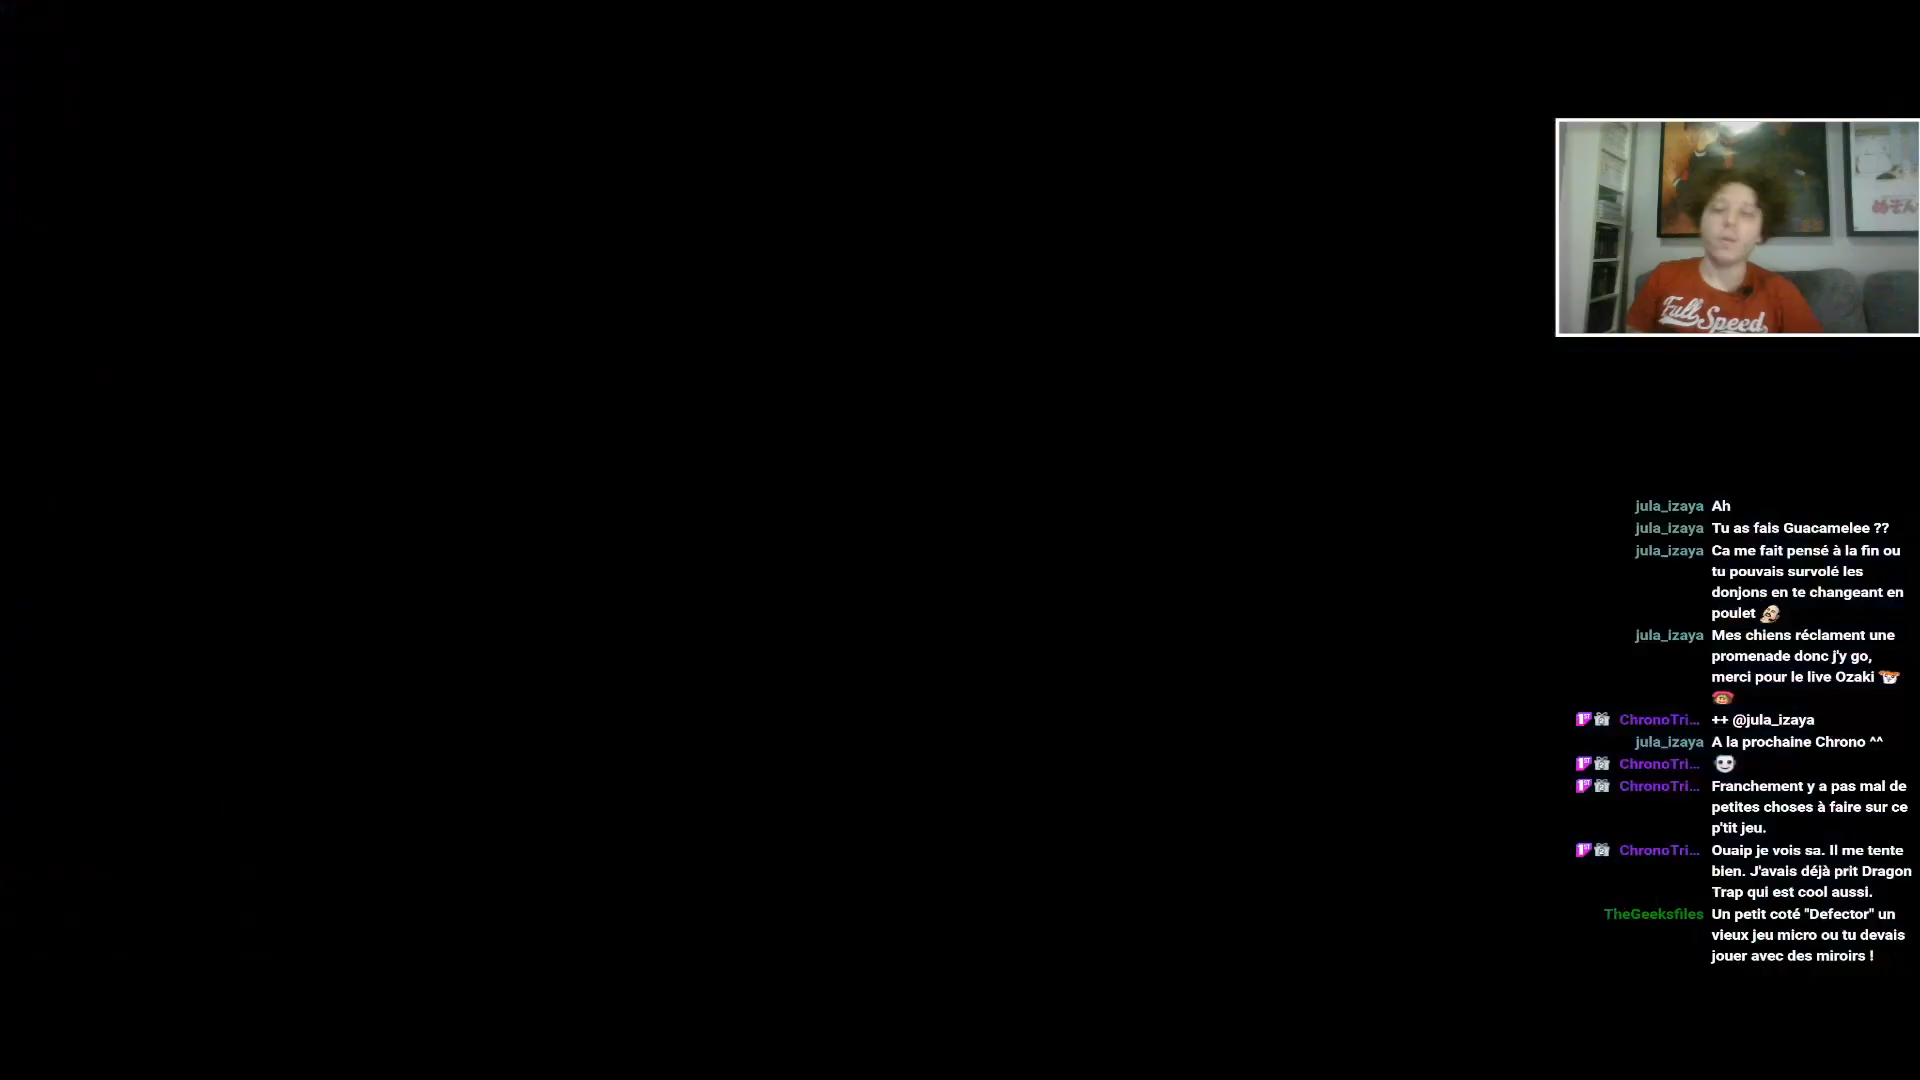 ぬそん
Full Speed
jula_izaya Ah
jula_izaya Tu as fais Guacamelee ??
jula_izaya Ca me fait pensé à la fin ou
tu pouvais survolé les
donjons en te changeant en
poulet
jula_izaya Mes chiens réclament une
promenade donc j'y go,
merci pour le live Ozaki
ChronoTri... ++ @jula_izaya
jula_izaya A la prochaine Chrono ^^
ChronoTri...
ChronoTri... Franchement y a pas mal de
petites choses à faire sur ce
p'tit jeu.
ChronoTri... Ouaip je vois sa. Il me tente
bien. J'avais déjà prit Dragon
Trap qui est cool aussi.
TheGeeksfiles Un petit coté "Defector" un
vieux jeu micro ou tu devais
jouer avec des miroirs !